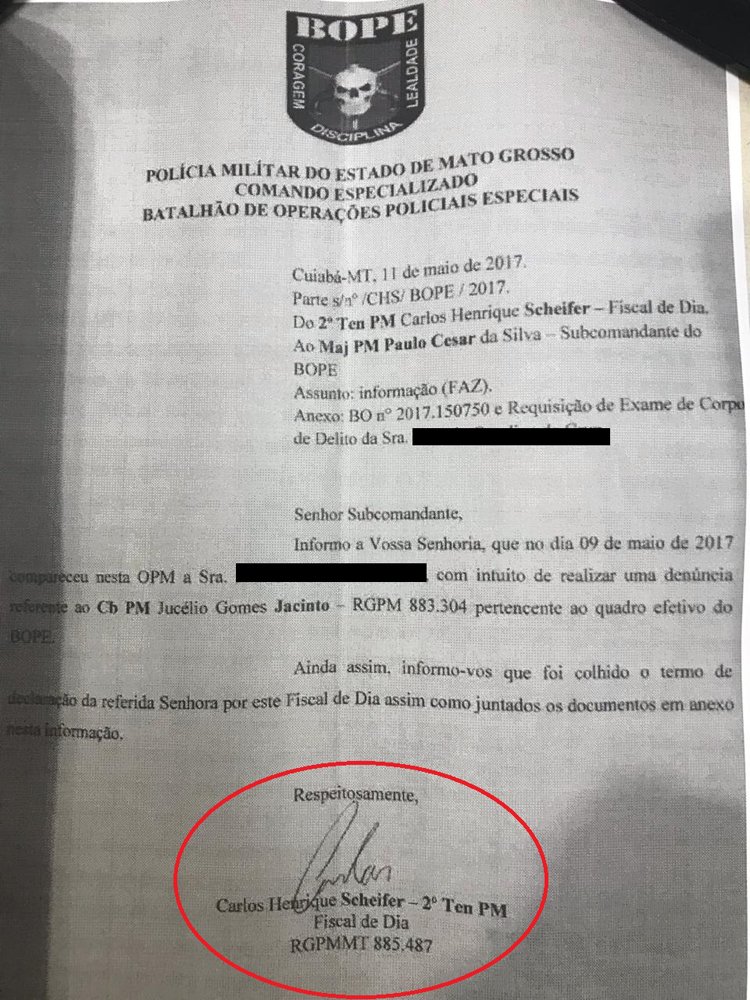 BOPE
CORAGEM
LEALDADE
DISCIPLINA
POLÍCIA MILÍTAR DO ESTADO DE MATO GROSSO
COMANDO ESPECIALIZADO
BATALHÃO DE OPERAÇÕES POLICIAIS ESPECIAIS
Cuiabá-MT, 11 de maio de 2017.
Parte s/nº /CHS/ BOPE / 2017.
Do 2º Ten PM Carlos Henrique Scheifer – Fiscal de Dia.
Ao Maj PM Paulo Cesar da Silva – Subcomandante do
BOPE
Assunto: informação (FAZ).
Anexo: BO nº 2017.150750 e Requisição de Exame de Corpo
de Delito da Sra.
Senhor Subcomandante,
Informo a Vossa Senhoria, que no dia 09 de maio de 2017
compareceu nesta OPM a Sra. , com intuito de realizar uma denúncia
referente ao Cb PM Jucélio Gomes Jacinto – RGPM 883.304 pertencente ao quadro efetivo do
BOPE.
Ainda assim, informo-vos que foi colhido o termo de
declaração da referida Senhora por este Fiscal de Dia assim como juntados os documentos em anexo
nesta informação.
Respeitosamente,
Carlos Henrique Scheifer – 2º Ten PM
Fiscal de Dia
RGPMMT 885.487